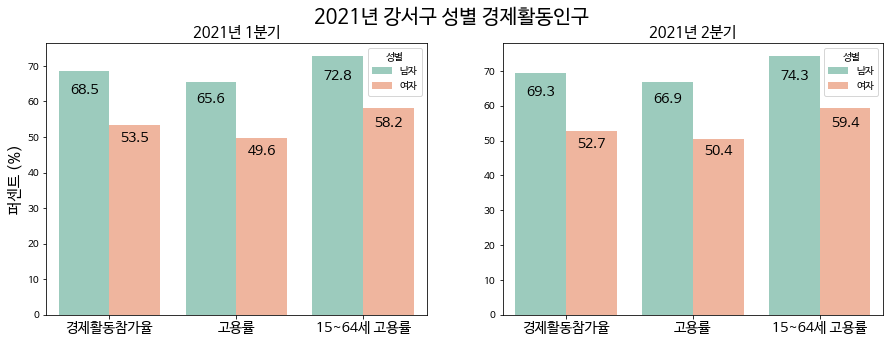 2021년 강서구 성별 경제활동인구
2021년 1분기
퍼센트 (%)
70
60
50
40
30
20
10
0
68.5
53.5
65.6
49.6
72.8
58.2
성별
남자
여자
경제활동참가율
고용률
15~64세 고용률
2021년 2분기
70
60
50
40
30
20
10
0
69.3
52.7
66.9
50.4
74.3
59.4
성별
남자
여자
경제활동참가율
고용률
15~64세 고용률